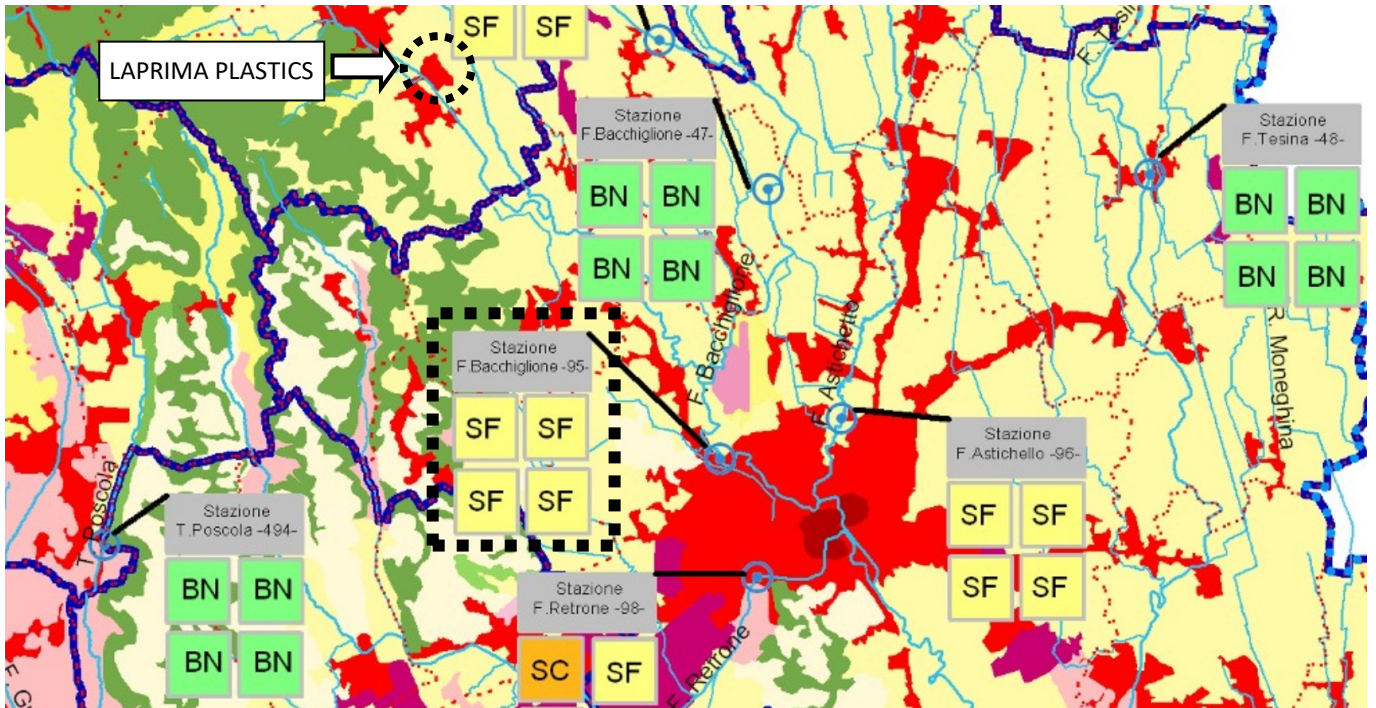 SF SF
LAPRIMA PLASTICS
F. Tesin
Stazione
F.Bacchiglione -47-
BN BN
BN BN
Stazione
F.Tesina -48-
BN BN
BN BN
F. Bacchiglione
F. Astichello
R. Moneghina
Stazione
F.Bacchiglione -95-
SF SF
SF SF
Stazione
F.Astichello -96-
SF SF
SF SF
T. Poscola
Stazione
T.Poscola -494-
BN BN
BN BN
Stazione
F.Retrone -98-
SC SF
F. Retrone